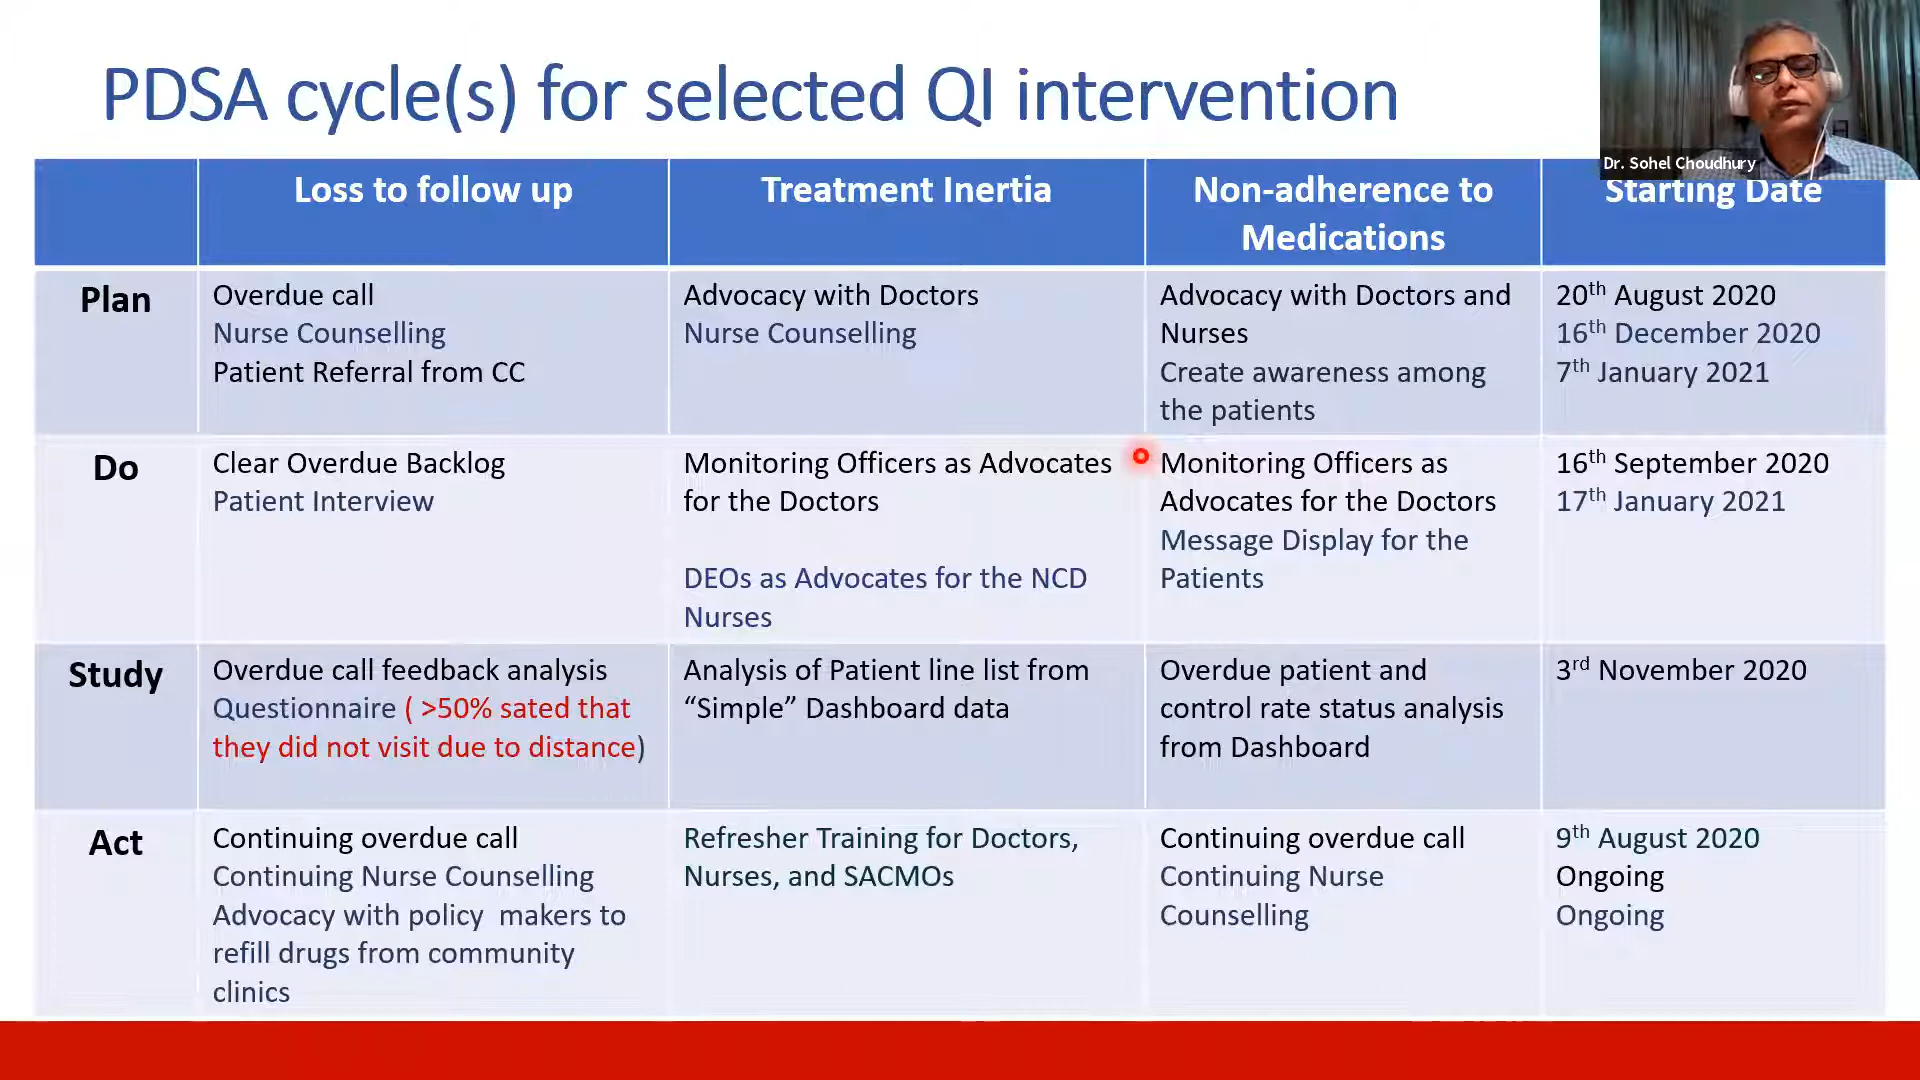 PDSA cycle(s) for selected QI intervention
Dr. Sohel Choudhury
Loss to follow up
Treatment Inertia
Non-adherence to
Medications
Starting Date
Plan
Overdue call
Nurse Counselling
Patient Referral from CC
Advocacy with Doctors
Nurse Counselling
Advocacy with Doctors and
Nurses
Create awareness among
the patients
20th August 2020
16th December 2020
7th January 2021
Do
Clear Overdue Backlog
Patient Interview
Monitoring Officers as Advocates
for the Doctors
DEOs as Advocates for the NCD
Nurses
Monitoring Officers as
Advocates for the Doctors
Message Display for the
Patients
16th September 2020
17th January 2021
Study
Overdue call feedback analysis
Questionnaire ( >50% sated that
they did not visit due to distance)
Analysis of Patient line list from
“Simple” Dashboard data
Overdue patient and
control rate status analysis
from Dashboard
3rd November 2020
Act
Continuing overdue call
Continuing Nurse Counselling
Advocacy with policy  makers to
refill drugs from community
clinics
Refresher Training for Doctors,
Nurses, and SACMOs
Continuing overdue call
Continuing Nurse
Counselling
9th August 2020
Ongoing
Ongoing